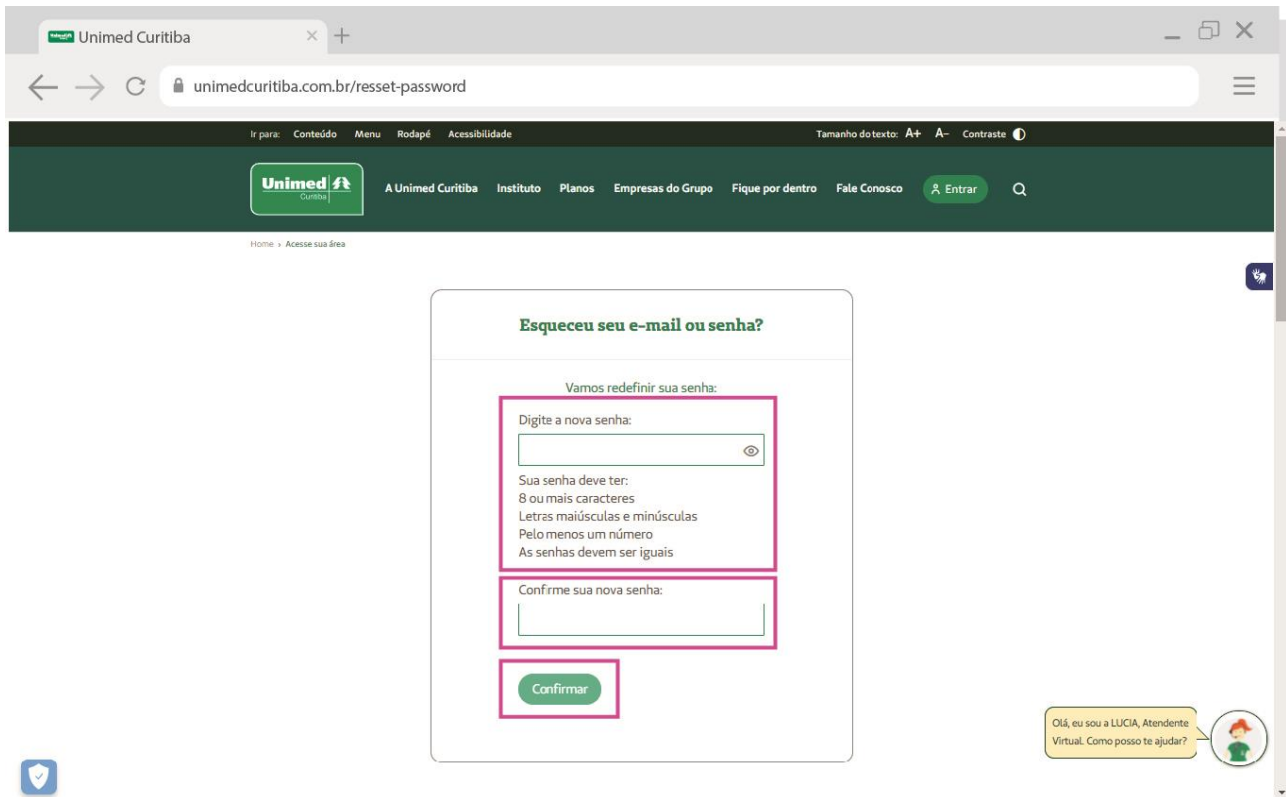 Unimed Curitiba
unimedcuritiba.com.br/resset-password
Ir para: Conteúdo Menu Rodapé Acessibilidade
Tamanho do texto: A+ A- Contraste
Unimed
Curitiba
A Unimed Curitiba Instituto Planos Empresas do Grupo Fique por dentro Fale Conosco Entrar
Home > Acesse sua área
Esqueceu seu e-mail ou senha?
Vamos redefinir sua senha:
Digite a nova senha:
Sua senha deve ter:
8 ou mais caracteres
Letras maiúsculas e minúsculas
Pelo menos um número
As senhas devem ser iguais
Confirme sua nova senha:
Confirmar
Olá, eu sou a LUCIA, Atendente
Virtual. Como posso te ajudar?